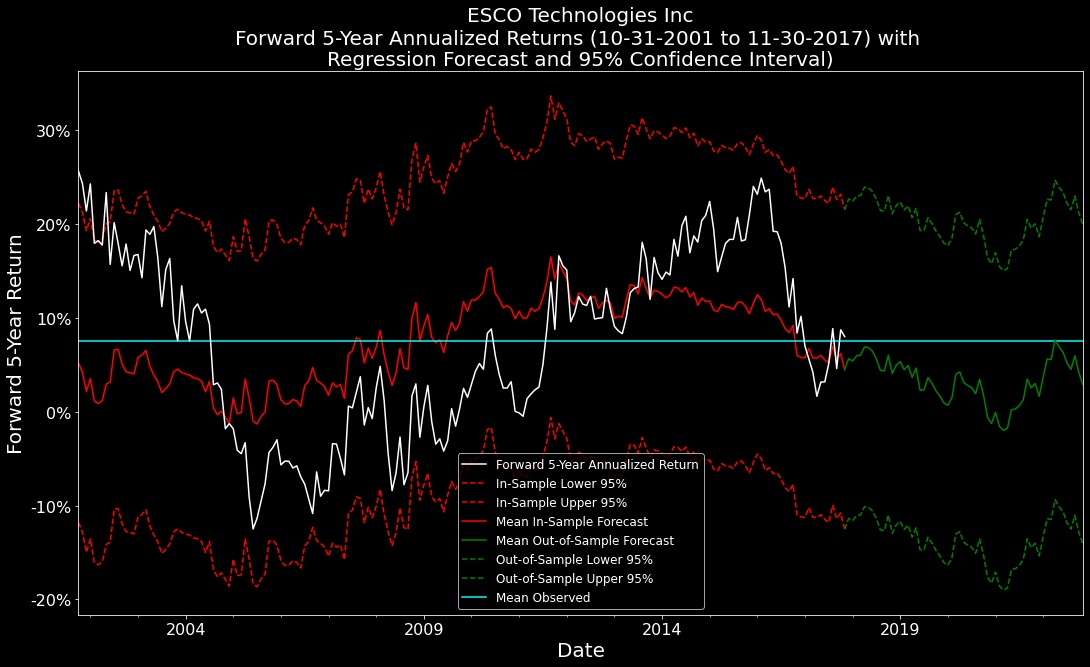 ESCO Technologies Inc
Forward 5-Year Annualized Returns (10-31-2001 to 11-30-2017) with
Regression Forecast and 95% Confidence Interval)
Forward 5-Year Return
30%
20%
10%
0%
-10%
-20%
Forward 5-Year Annualized Return
In-Sample Lower 95%
In-Sample Upper 95%
Mean In-Sample Forecast
Mean Out-of-Sample Forecast
Out-of-Sample Lower 95%
Out-of-Sample Upper 95%
Mean Observed
2004
2009
2014
2019
Date